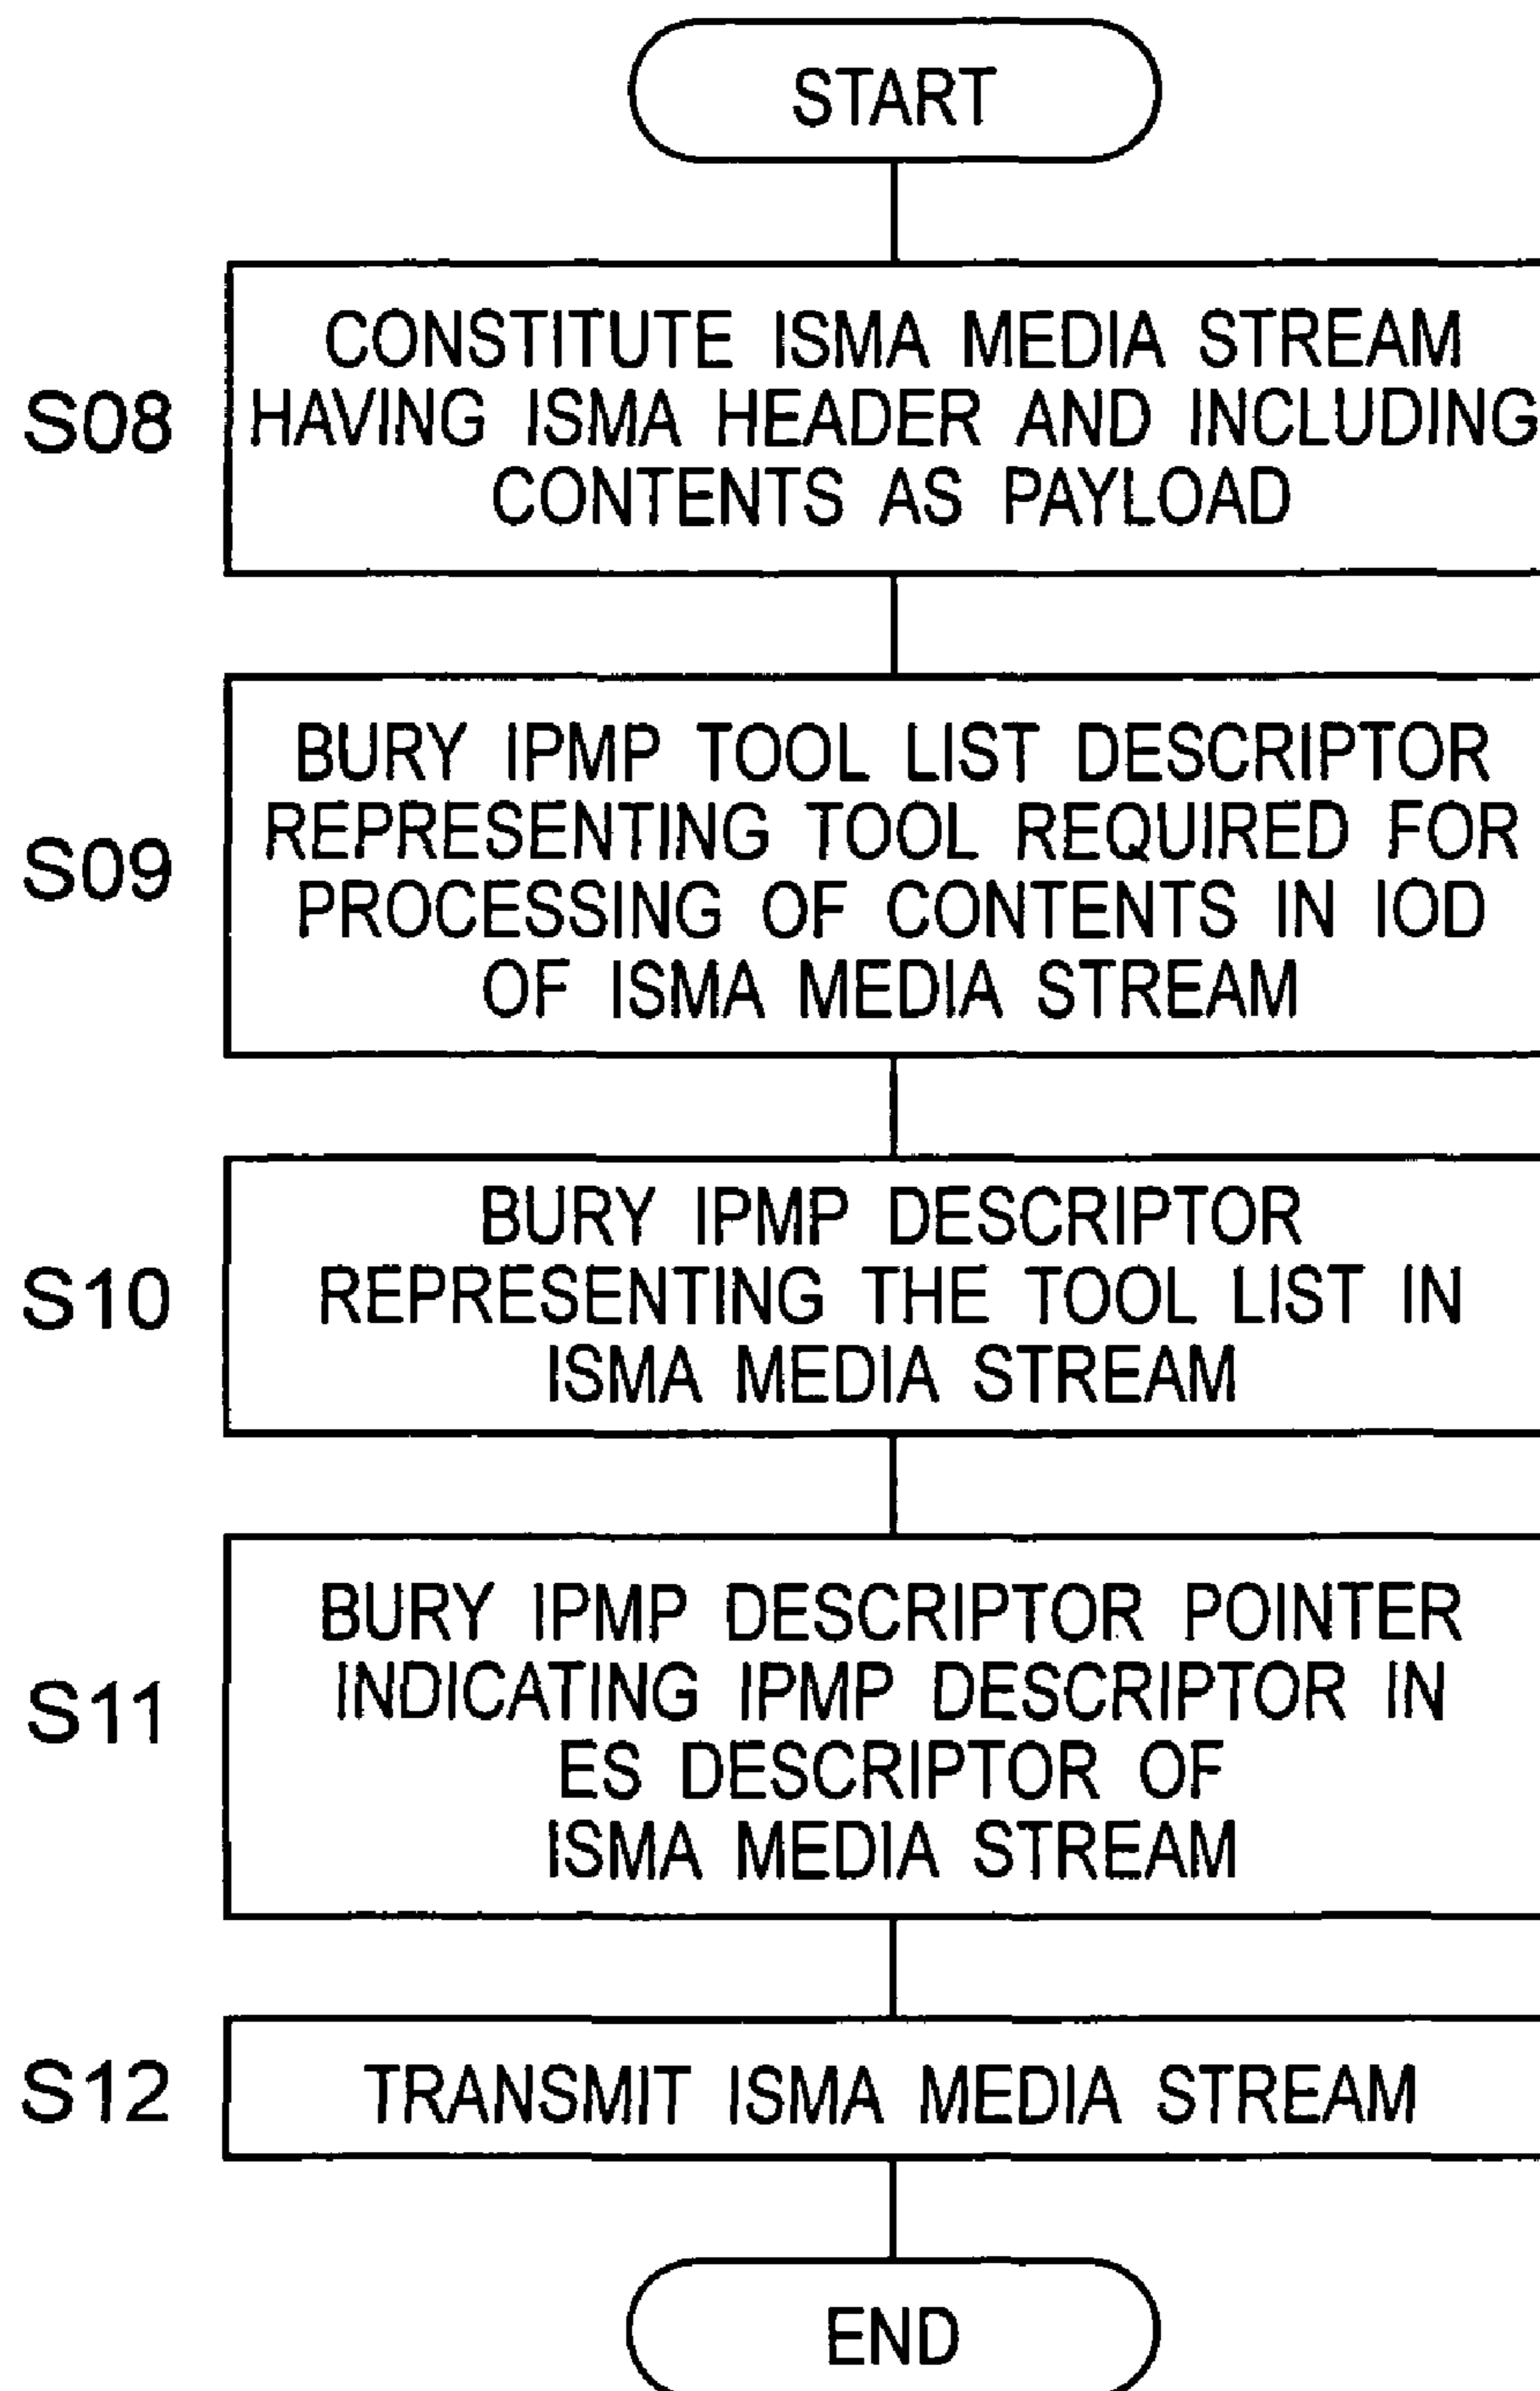 START
S08
CONSTITUTE ISMA MEDIA STREAM
HAVING ISMA HEADER AND INCLUDING
CONTENTS AS PAYLOAD
S09
BURY IPMP TOOL LIST DESCRIPTOR
REPRESENTING TOOL REQUIRED FOR
PROCESSING OF CONTENTS IN IOD
OF ISMA MEDIA STREAM
S10
BURY IPMP DESCRIPTOR
REPRESENTING THE TOOL LIST IN
ISMA MEDIA STREAM
S11
BURY IPMP DESCRIPTOR POINTER
INDICATING IPMP DESCRIPTOR IN
ES DESCRIPTOR OF
ISMA MEDIA STREAM
S12
TRANSMIT ISMA MEDIA STREAM
END